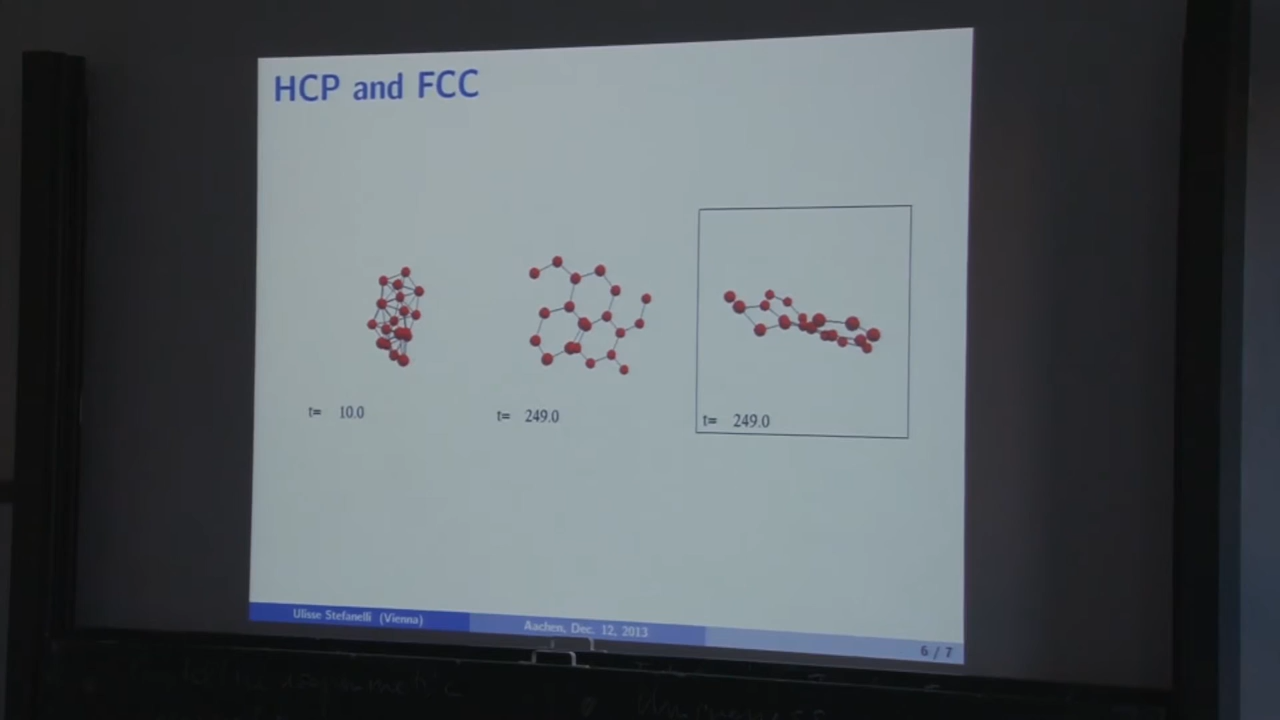 HCP and FCC
t= 10.0
t= 249.0
t= 249.0
Ulisse Stefanelli (Vienna)
Aachen, Dec. 12, 2013
6 / 7